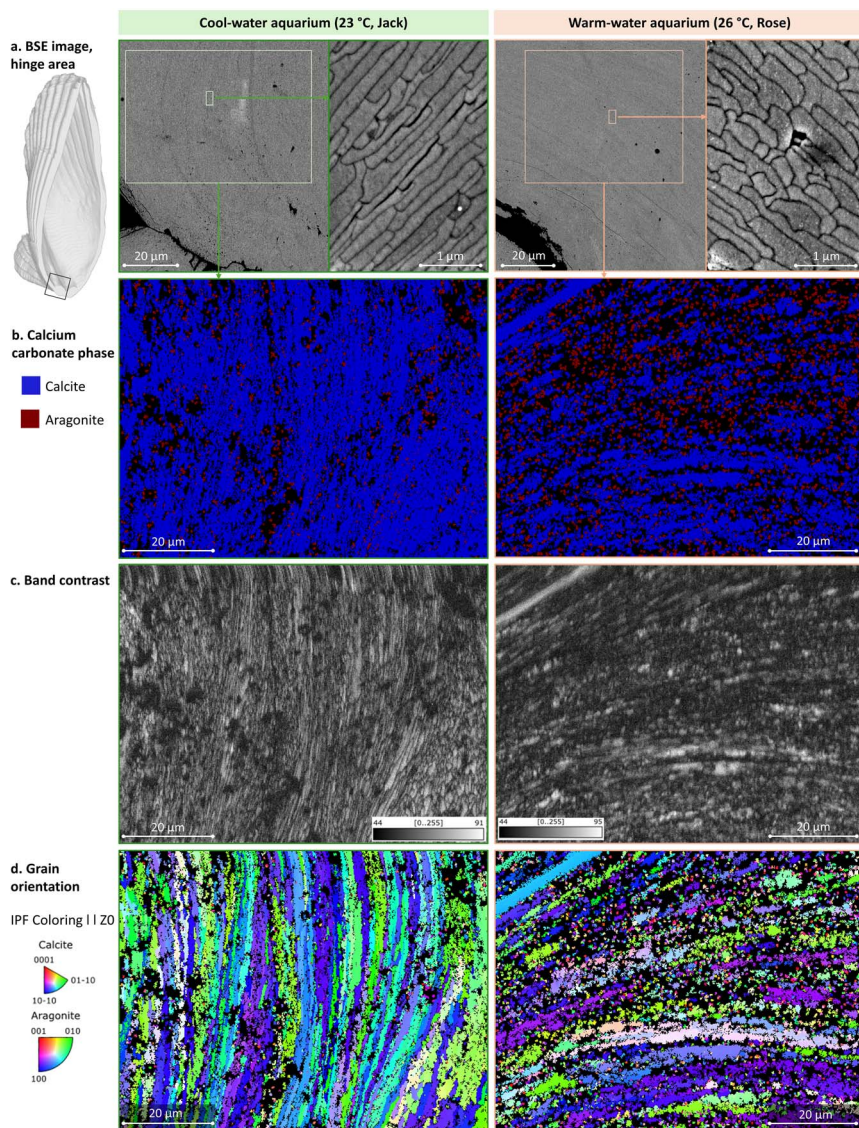 Cool-water aquarium (23 °C, Jack)
Warm-water aquarium (26 °C, Rose)
a. BSE image,
hinge area
20 µm
1 µm
20 µm
1 µm
b. Calcium
carbonate phase
Calcite
Aragonite
20 µm
20 µm
c. Band contrast
44 [0..255] 91
20 µm
44 [0..255] 95
20 µm
d. Grain
orientation
IPF Coloring l l Z0
Calcite
0001
01-10
10-10
Aragonite
001 010
100
20 µm
20 µm